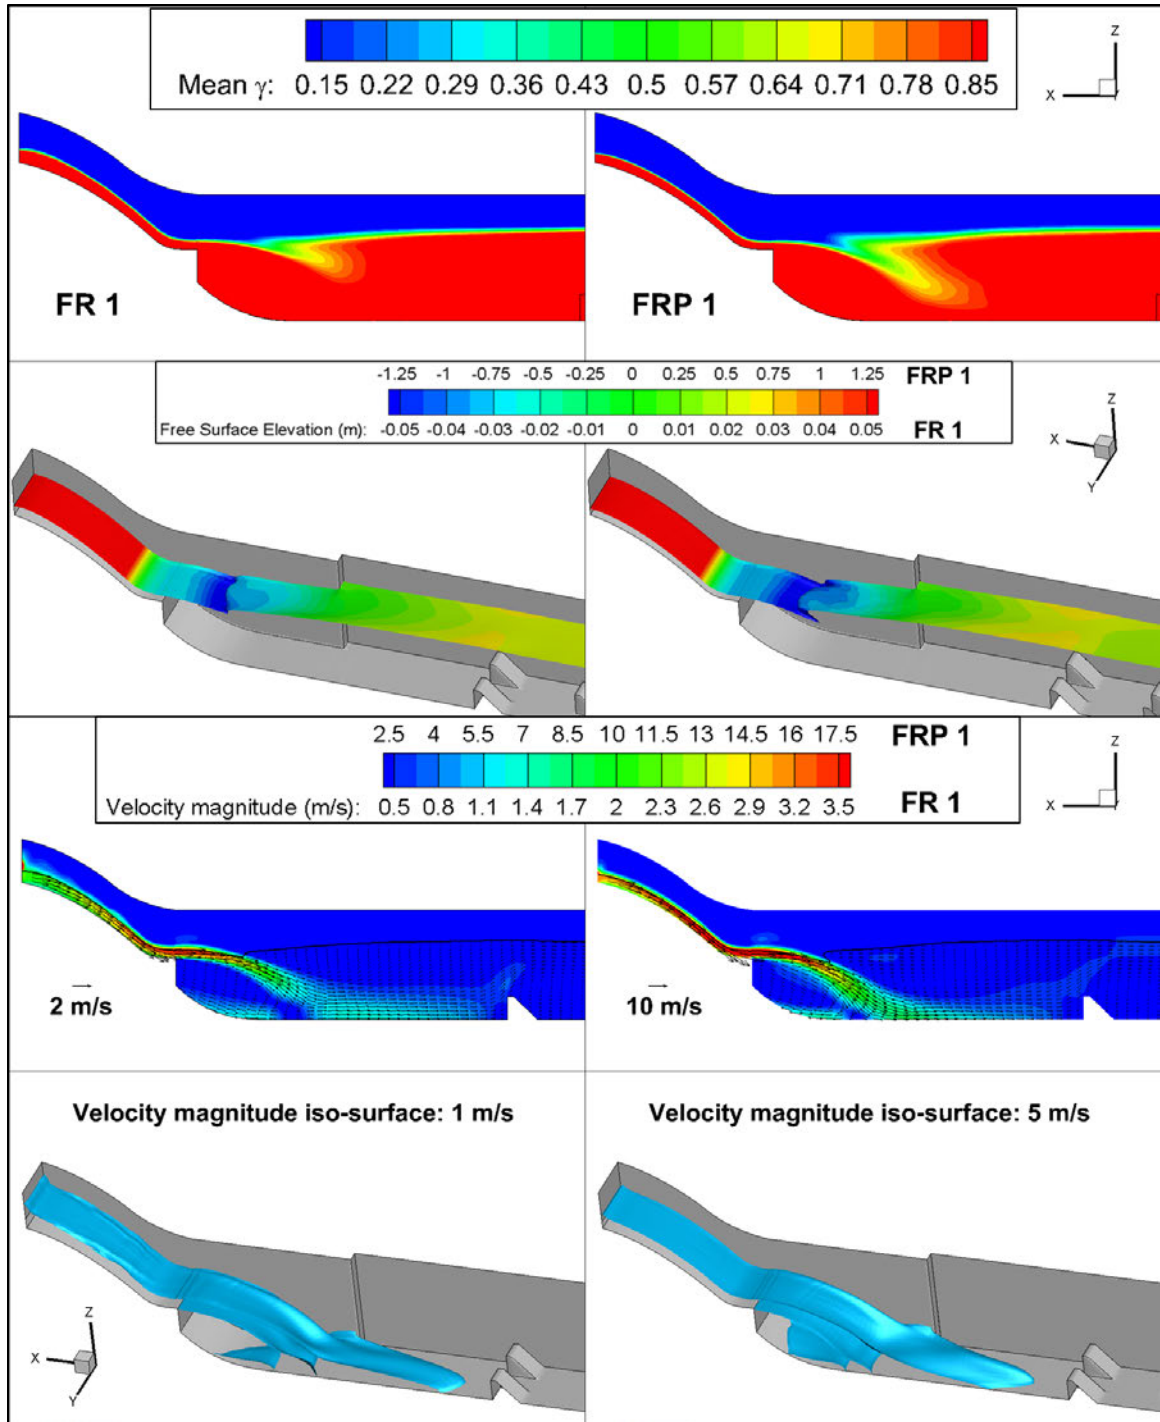 Mean γ: 0.15 0.22 0.29 0.36 0.43 0.5 0.57 0.64 0.71 0.78 0.85
Z
X
FR 1
FRP 1
-1.25 -1 -0.75 -0.5 -0.25 0 0.25 0.5 0.75 1 1.25 FRP 1
Free Surface Elevation (m): -0.05 -0.04 -0.03 -0.02 -0.01 0 0.01 0.02 0.03 0.04 0.05 FR 1
Z
X
Y
2.5 4 5.5 7 8.5 10 11.5 13 14.5 16 17.5 FRP 1
Velocity magnitude (m/s): 0.5 0.8 1.1 1.4 1.7 2 2.3 2.6 2.9 3.2 3.5 FR 1
Z
X
2 m/s
10 m/s
Velocity magnitude iso-surface: 1 m/s
Velocity magnitude iso-surface: 5 m/s
Z
X
Y